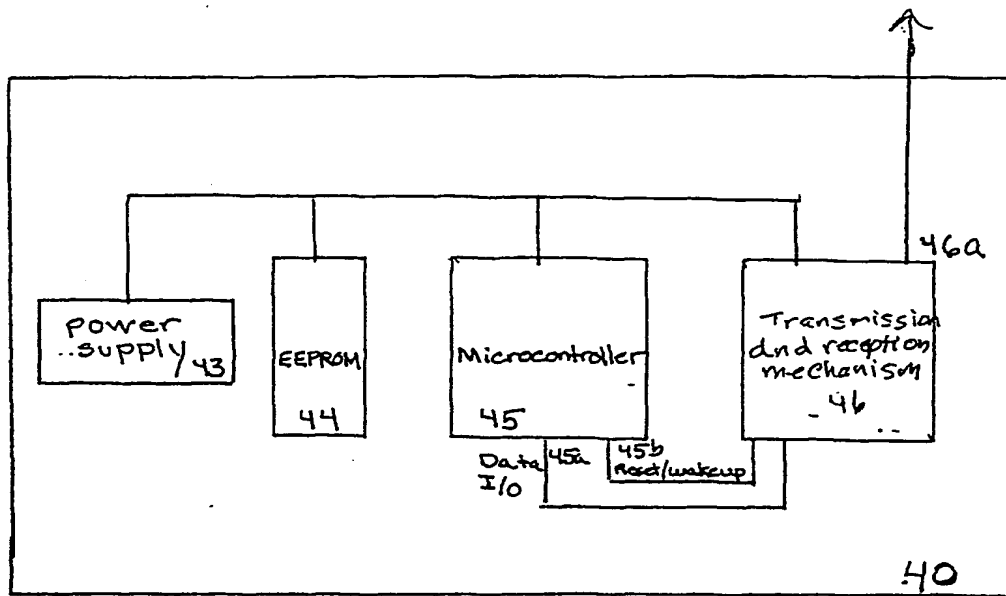 46a
power
supply 43
EEPROM
44
Microcontroller
45
Transmission
and reception
mechanism
46
Data
I/O
45a
45b
Reset/wakeup
40